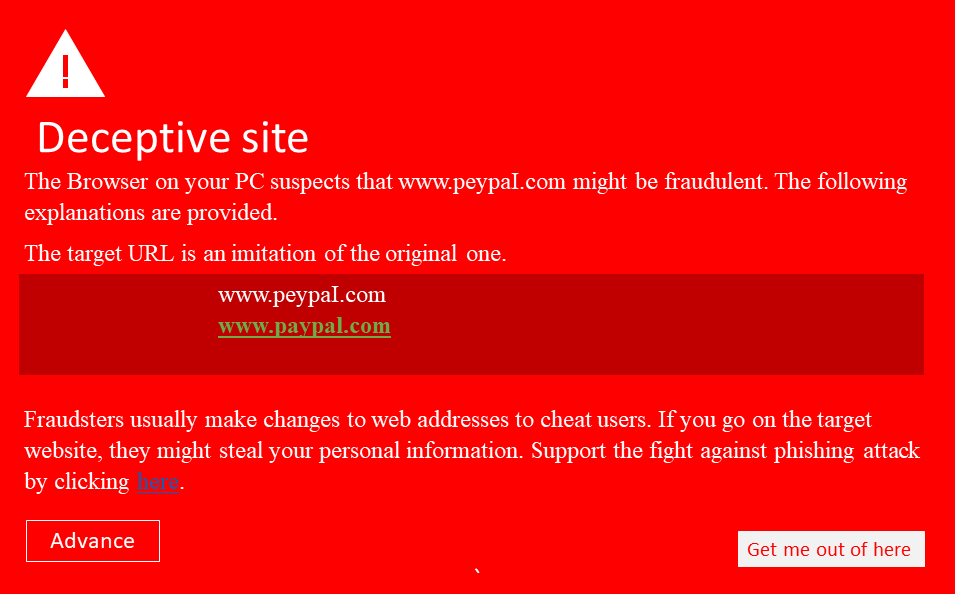 !
Deceptive site
The Browser on your PC suspects that www.peypaI.com might be fraudulent. The following
explanations are provided.
The target URL is an imitation of the original one.
www.peypaI.com
www.paypal.com
Fraudsters usually make changes to web addresses to cheat users. If you go on the target
website, they might steal your personal information. Support the fight against phishing attack
by clicking here.
Advance
Get me out of here
`